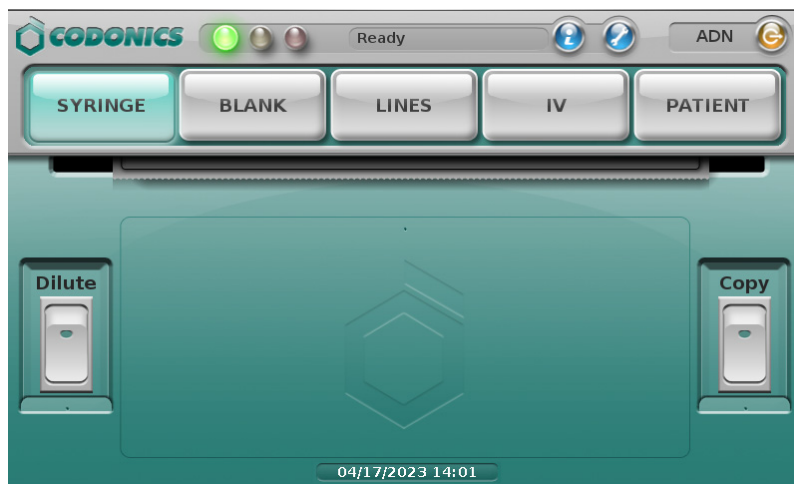 CODONICS Ready ADN
SYRINGE BLANK LINES IV PATIENT
Dilute Copy
04/17/2023 14:01